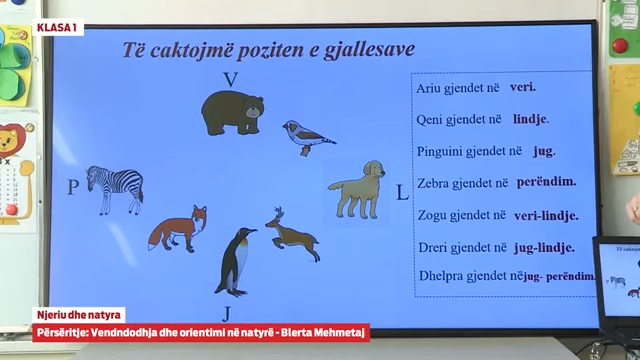 KLASA 1
Të caktojmë poziten e gjallesave
V
P
L
J
Ariu gjendet në veri.
Qeni gjendet në lindje.
Pinguini gjendet në jug.
Zebra gjendet në perëndim.
Zogu gjendet në veri-lindje.
Dreri gjendet në jug-lindje.
Dhelpra gjendet në jug- perëndim.
Njeriu dhe natyra
Përsëritje: Vendndodhja dhe orientimi në natyrë - Blerta Mehmetaj